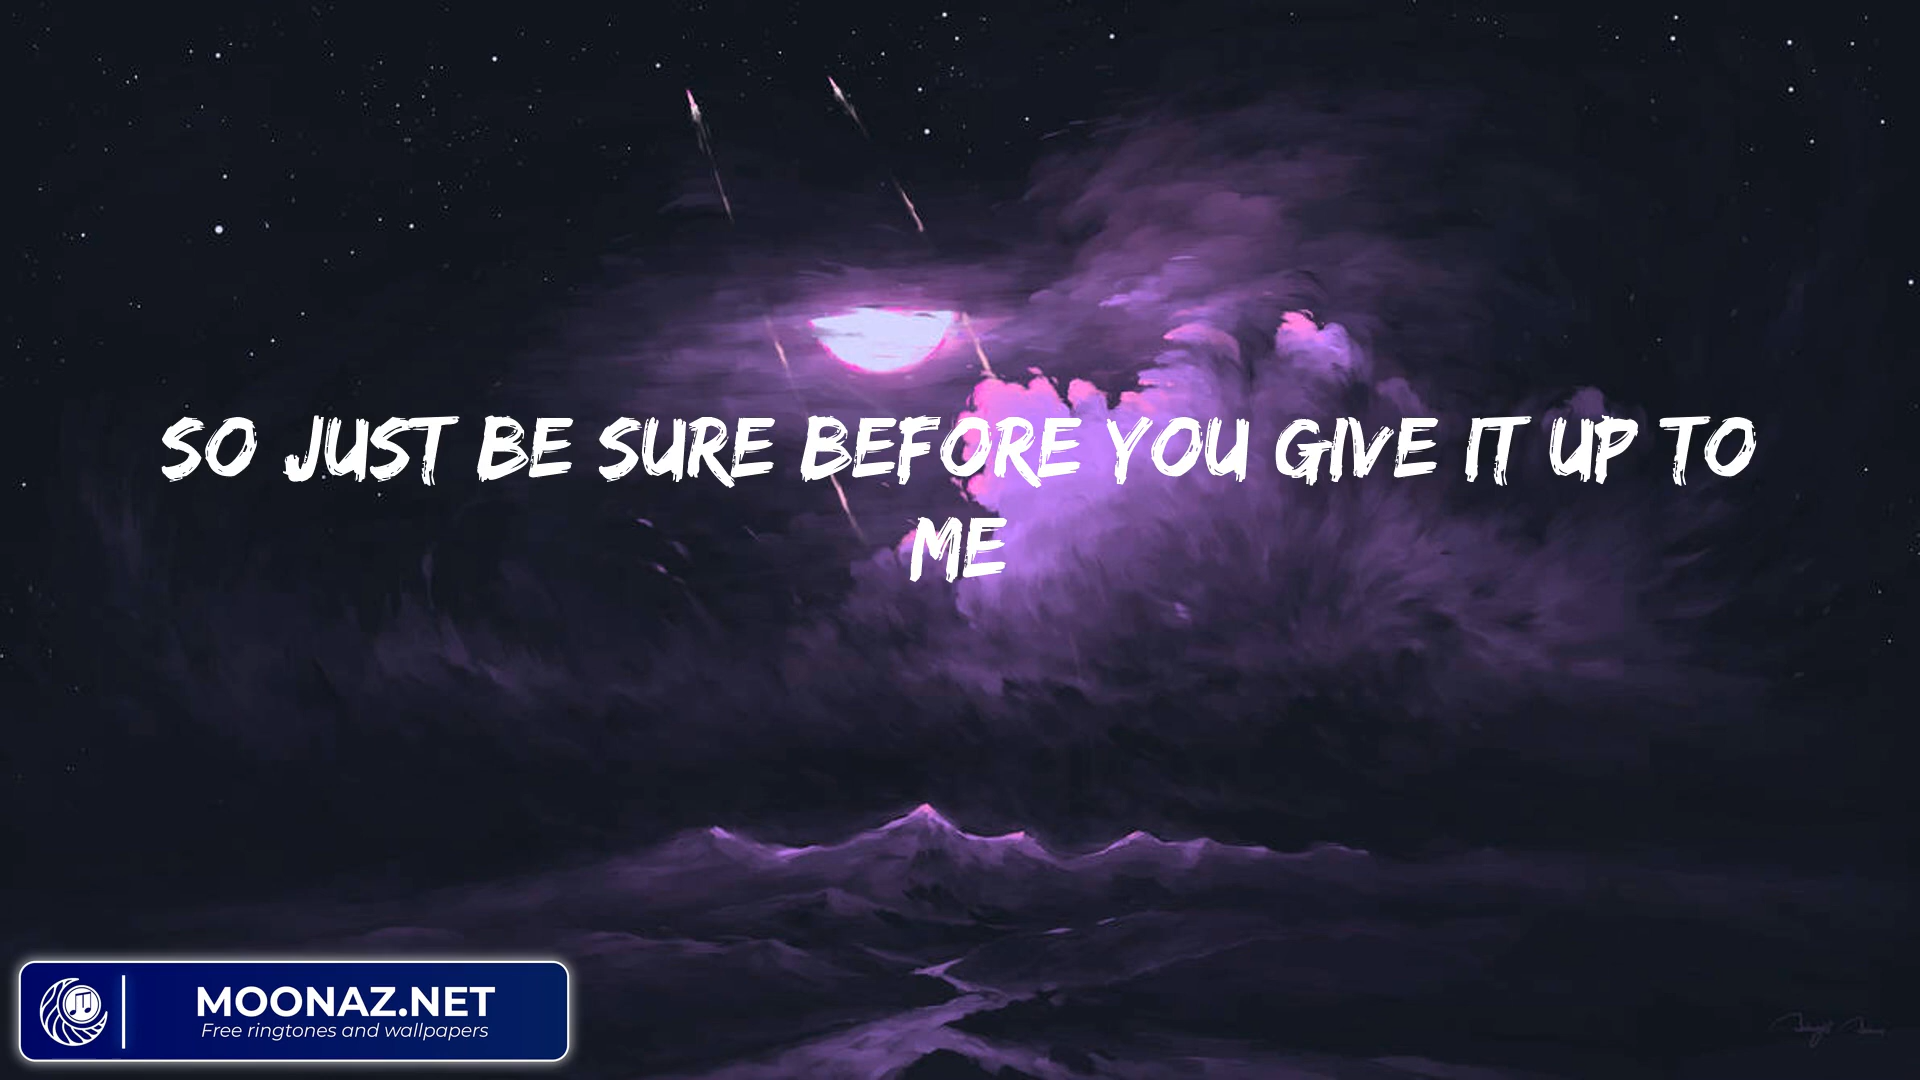 SO JUST BE SURE BEFORE YOU GIVE IT UP TO
ME
MOONAZ.NET
Free ringtones and wallpapers